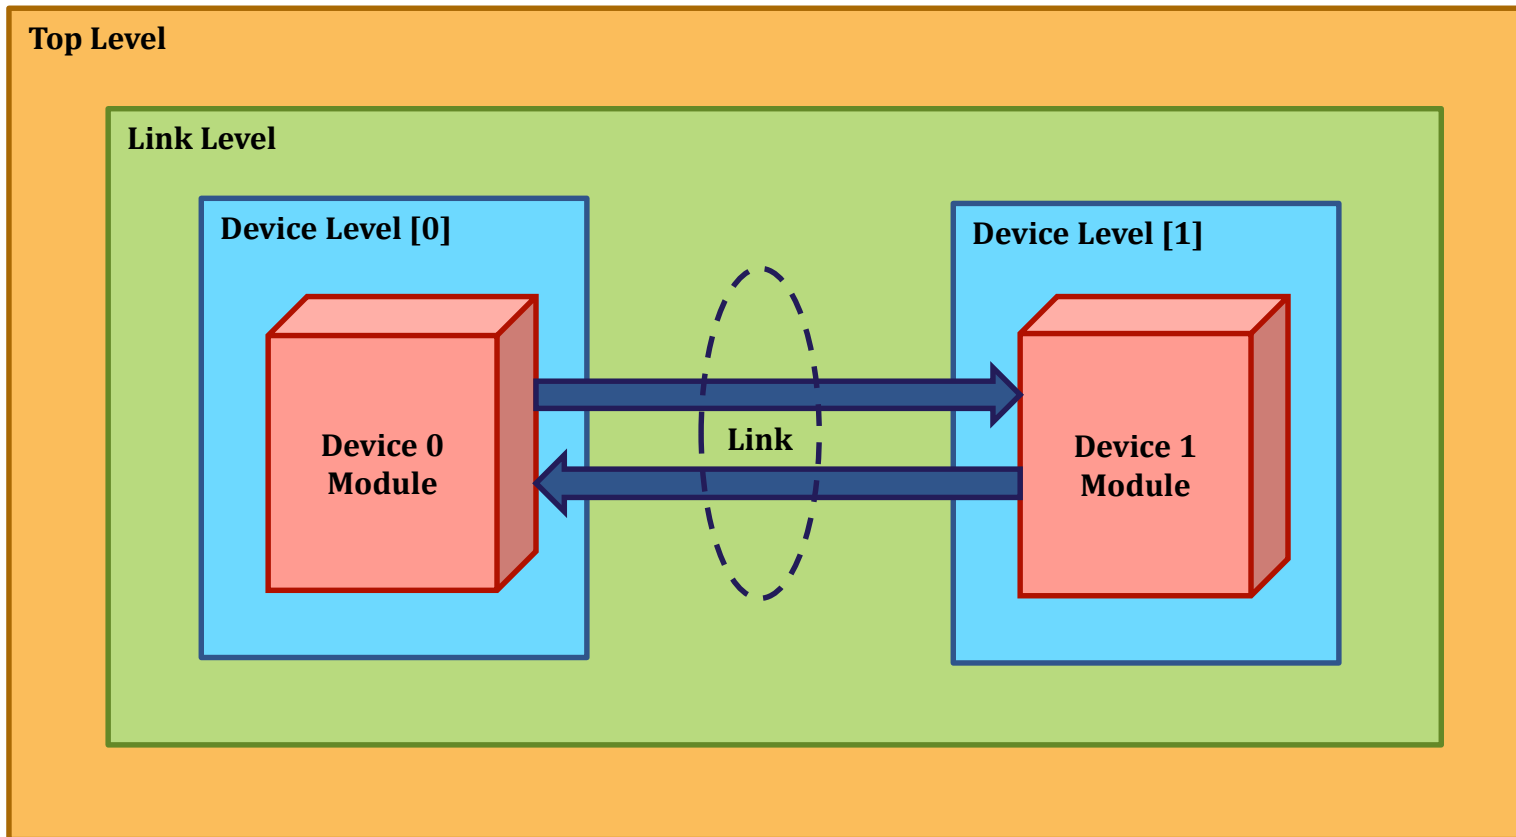 Top Level
Link Level
Device Level [0]
Device Level [1]
Device 0
Module
Link
Device 1
Module